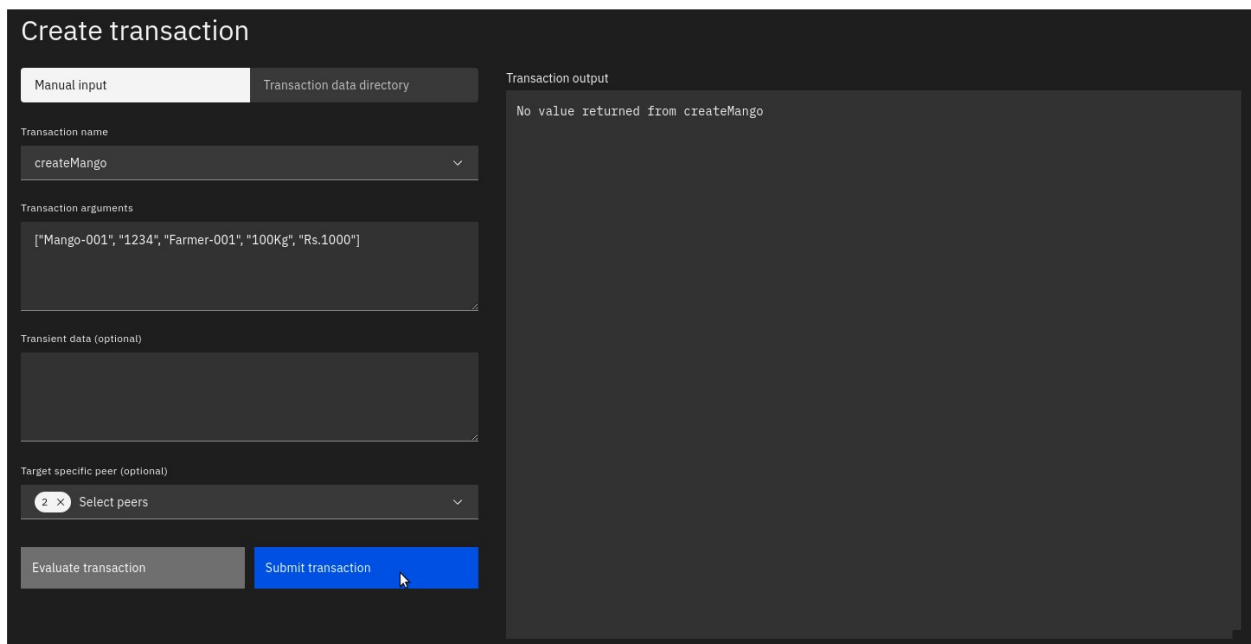 Create transaction
Manual input
Transaction data directory
Transaction name
createMango
Transaction arguments
["Mango-001", "1234", "Farmer-001", "100Kg", "Rs.1000"]
Transient data (optional)
Target specific peer (optional)
2 × Select peers
Evaluate transaction
Submit transaction
Transaction output
No value returned from createMango